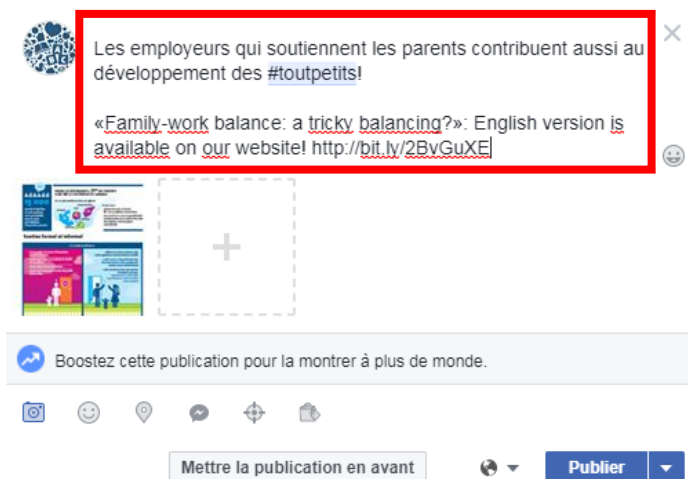 Les employeurs qui soutiennent les parents contribuent aussi au
développement des #toutpetits!
«Family-work balance: a tricky balancing?»: English version is
available on our website! http://bit.ly/2BvGuXE
Boostez cette publication pour la montrer à plus de monde.
Mettre la publication en avant
Publier